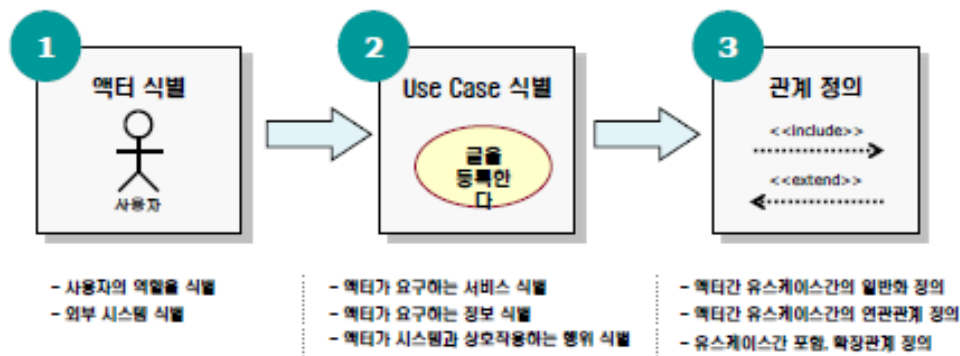 1
액터 식별
사용자
- 사용자의 역할을 식별
- 외부 시스템 식별
2
Use Case 식별
글을
등록한
다
- 액터가 요구하는 서비스 식별
- 액터가 요구하는 정보 식별
- 액터가 시스템과 상호작용하는 행위 식별
3
관계 정의
<<include>>
<<extend>>
- 액터간 유스케이스간의 일반화 정의
- 액터간 유스케이스간의 연관관계 정의
- 유스케이스간 포함, 확장관계 정의